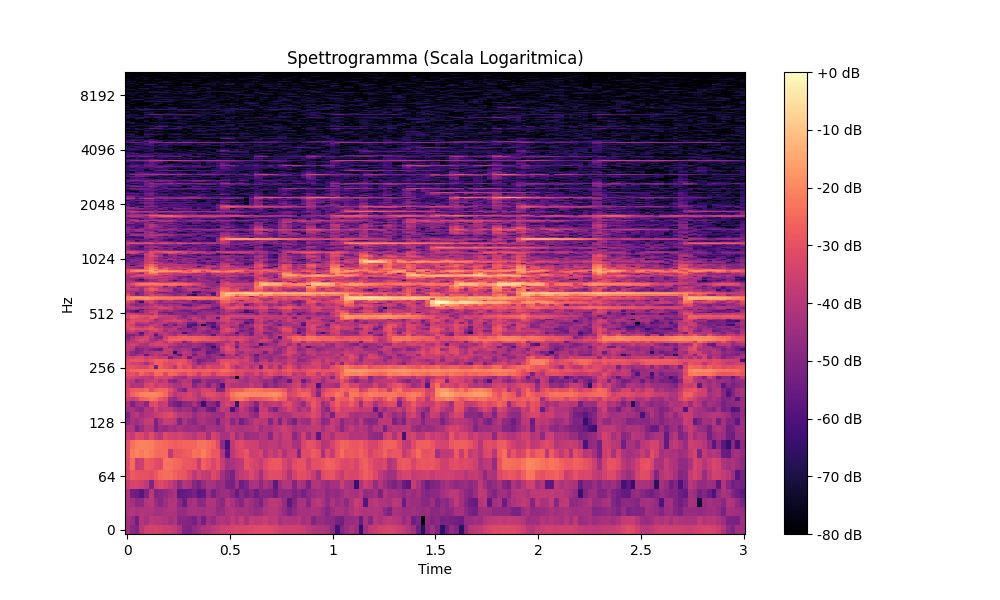 Spettrogramma (Scala Logaritmica)
Hz
8192
4096
2048
1024
512
256
128
64
0
0 0.5 1 1.5 2 2.5 3
Time
+0 dB
-10 dB
-20 dB
-30 dB
-40 dB
-50 dB
-60 dB
-70 dB
-80 dB